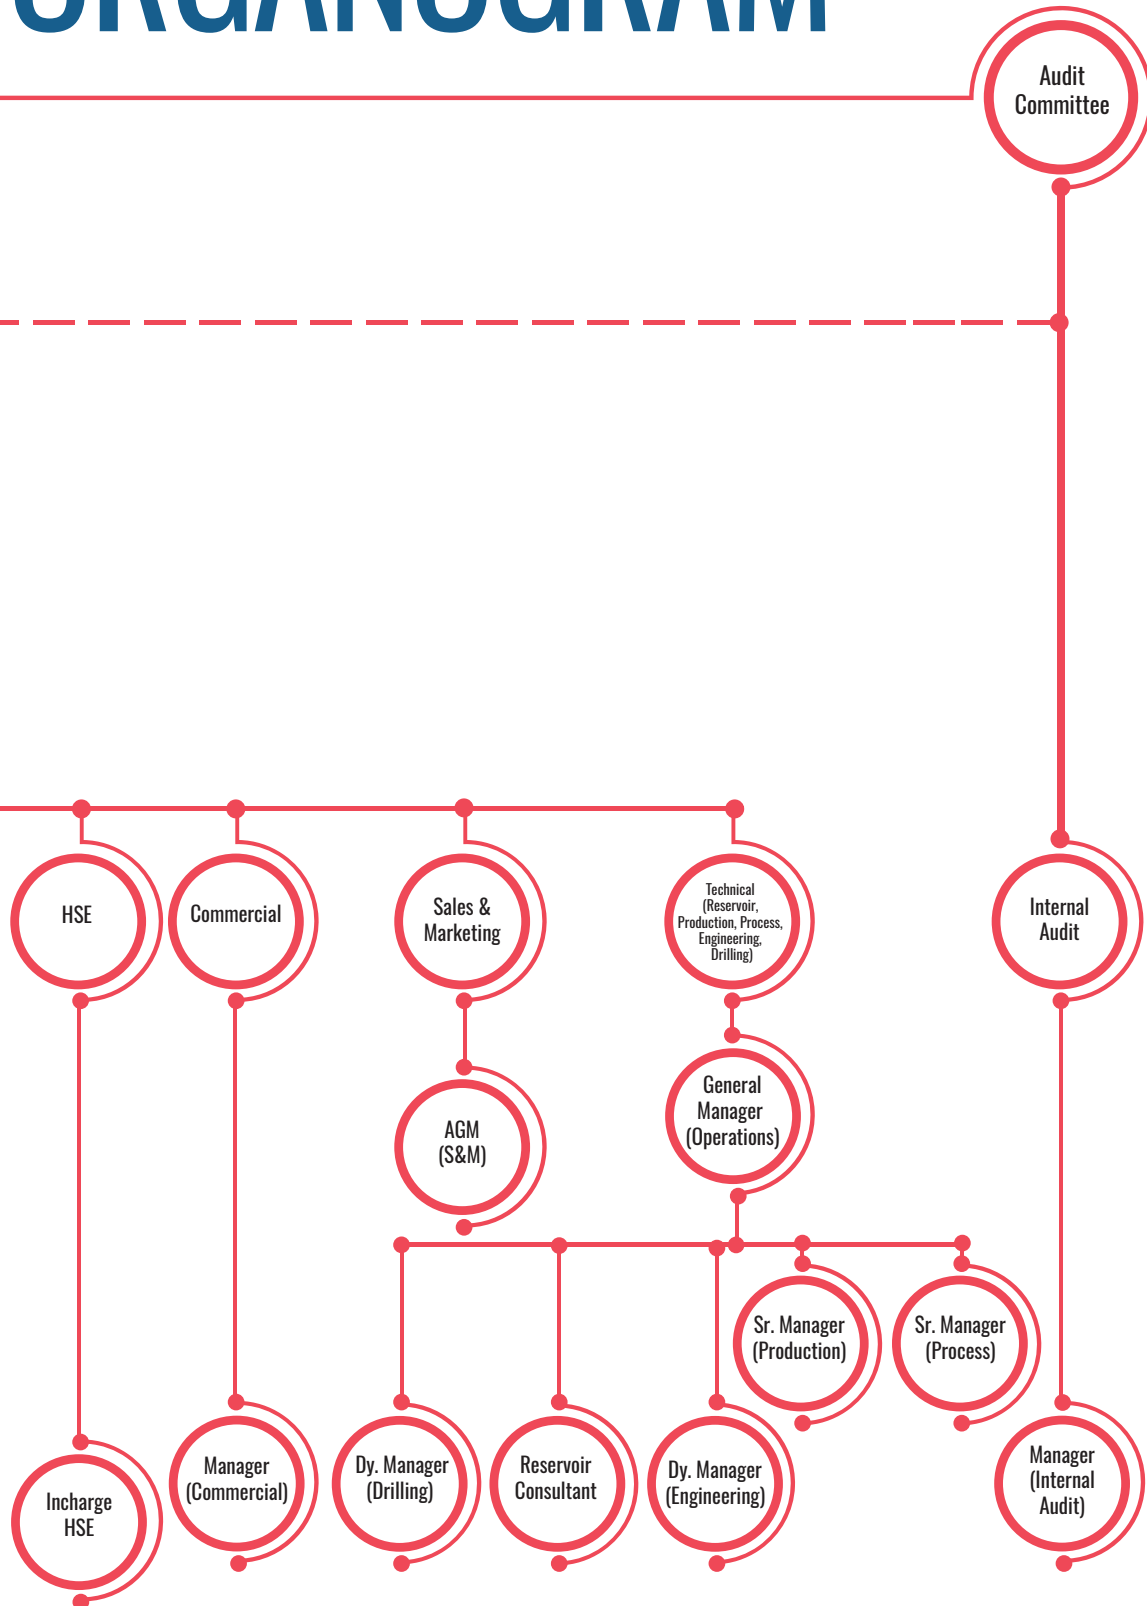 ORGANOGRAM
Audit
Committee
HSE
Commercial
Sales &
Marketing
Technical
(Reservoir,
Production, Process,
Engineering,
Drilling)
Internal
Audit
General
Manager
(Operations)
AGM
(S&M)
Sr. Manager
(Production)
Sr. Manager
(Process)
Incharge
HSE
Manager
(Commercial)
Dy. Manager
(Drilling)
Reservoir
Consultant
Dy. Manager
(Engineering)
Manager
(Internal
Audit)